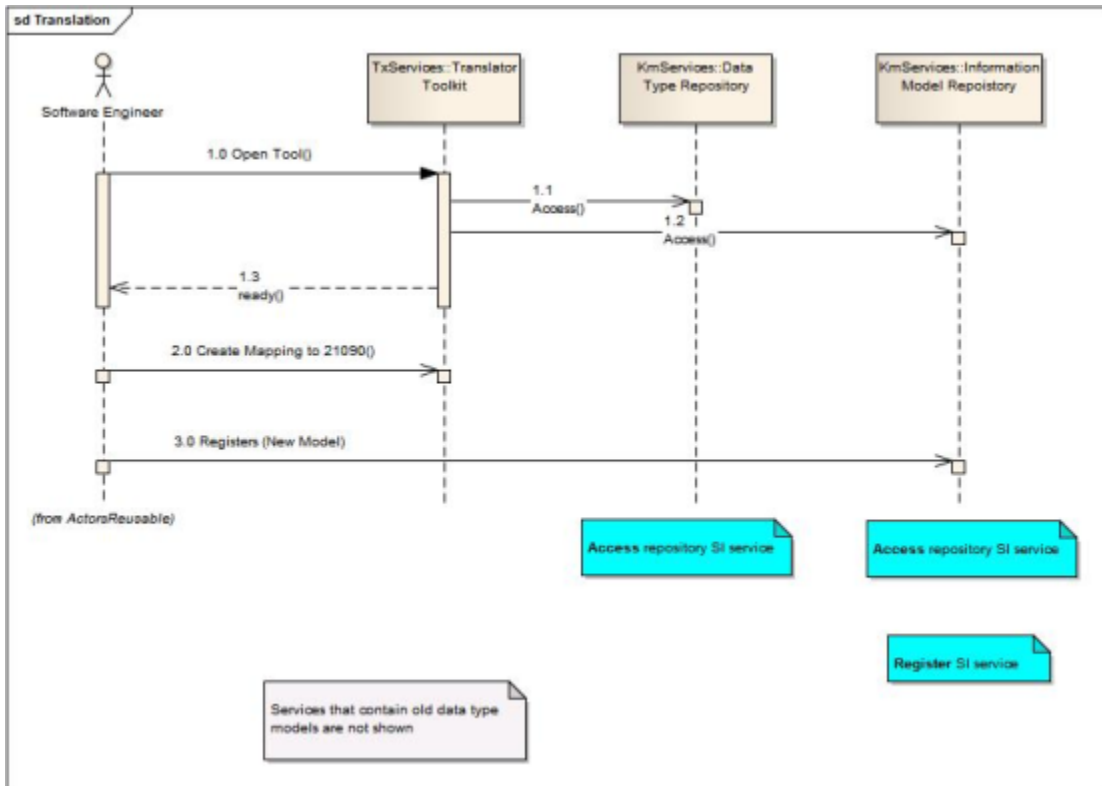 sd Translation
Software Engineer
TxServices::Translator
Toolkit
KmServices::Data
Type Repository
KmServices::Information
Model Repoistory
1.0 Open Tool()
1.1
Access()
1.2
Access()
1.3
ready()
2.0 Create Mapping to 21090()
3.0 Registers (New Model)
(from ActorsReusable)
Access repository SI service
Access repository SI service
Register SI service
Services that contain old data type
models are not shown